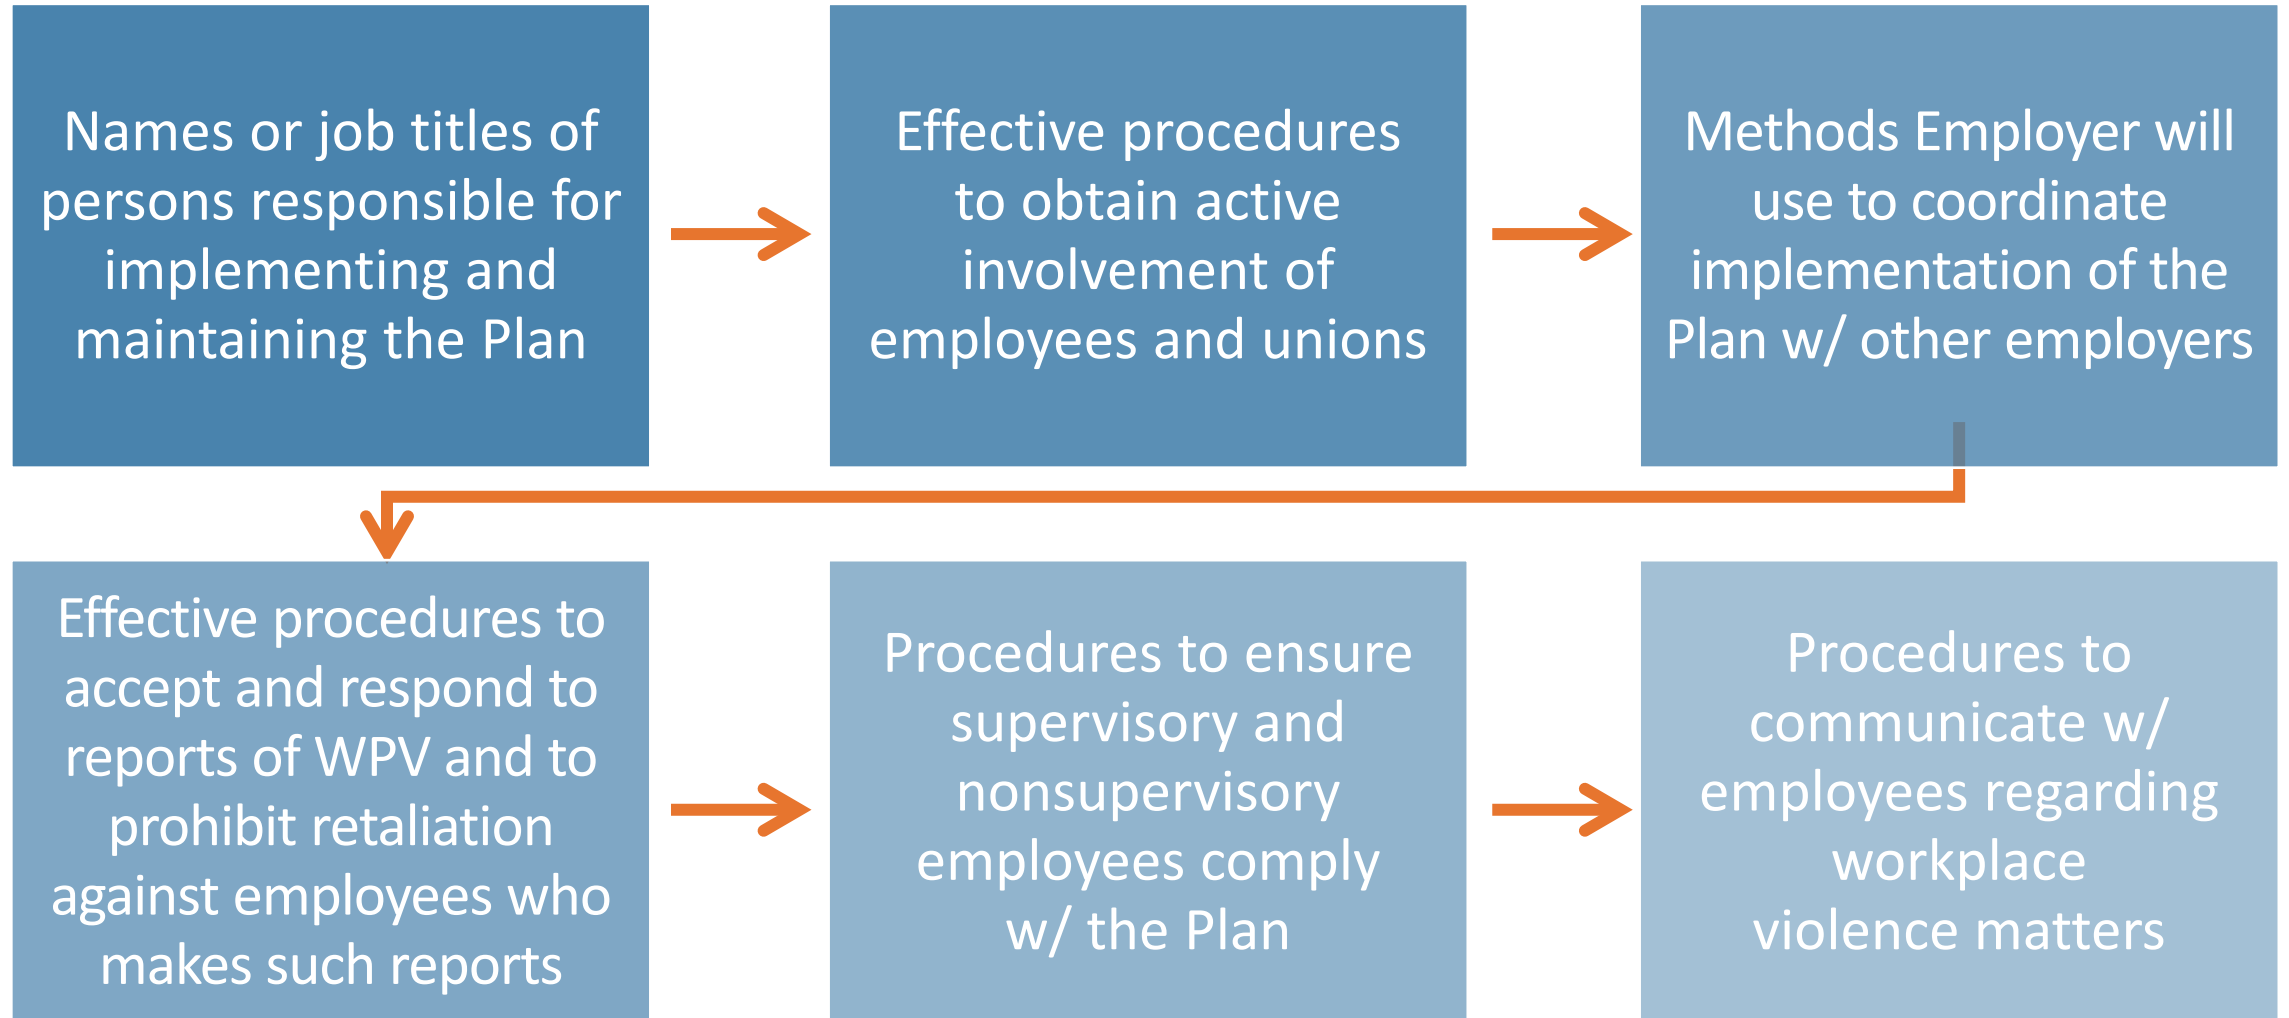 Names or job titles of
persons responsible for
implementing and
maintaining the Plan
Effective procedures
to obtain active
involvement of
employees and unions
Methods Employer will
use to coordinate
implementation of the
Plan w/ other employers
Effective procedures to
accept and respond to
reports of WPV and to
prohibit retaliation
against employees who
makes such reports
Procedures to ensure
supervisory and
nonsupervisory
employees comply
w/ the Plan
Procedures to
communicate w/
employees regarding
workplace
violence matters